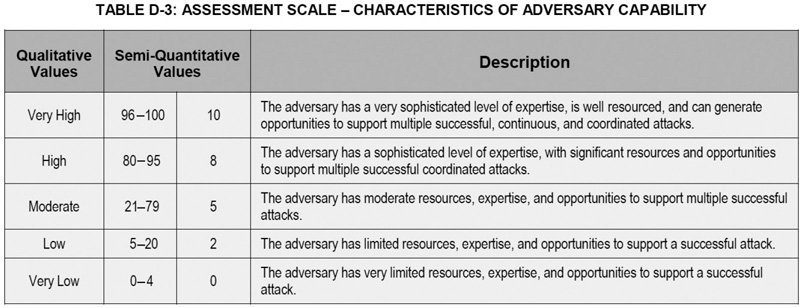 TABLE D-3: ASSESSMENT SCALE – CHARACTERISTICS OF ADVERSARY CAPABILITY
Qualitative Values
Semi-Quantitative Values
Description
Very High
96–100
10
The adversary has a very sophisticated level of expertise, is well resourced, and can generate
opportunities to support multiple successful, continuous, and coordinated attacks.
High
80–95
8
The adversary has a sophisticated level of expertise, with significant resources and opportunities
to support multiple successful coordinated attacks.
Moderate
21–79
5
The adversary has moderate resources, expertise, and opportunities to support multiple successful
attacks.
Low
5–20
2
The adversary has limited resources, expertise, and opportunities to support a successful attack.
Very Low
0–4
0
The adversary has very limited resources, expertise, and opportunities to support a successful
attack.